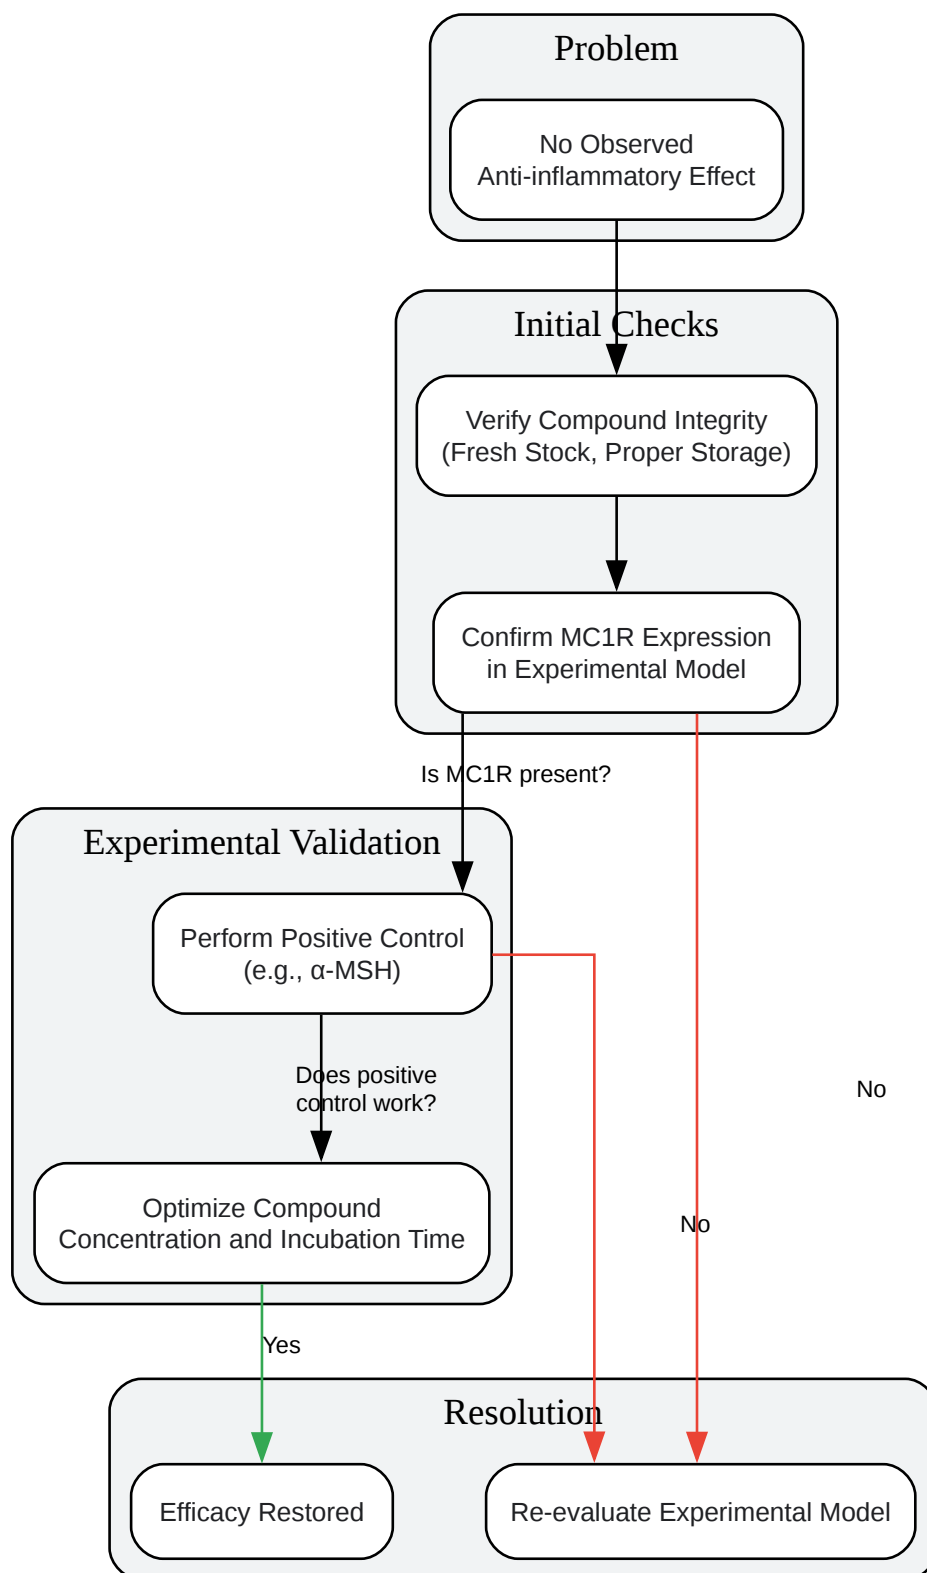 Problem
No Observed
Anti-inflammatory Effect
Initial Checks
Verify Compound Integrity
(Fresh Stock, Proper Storage)
Confirm MC1R Expression
in Experimental Model
Is MC1R present?
Experimental Validation
Perform Positive Control
(e.g., α-MSH)
Does positive
control work?
No
Optimize Compound
Concentration and Incubation Time
No
Yes
Resolution
Efficacy Restored
Re-evaluate Experimental Model